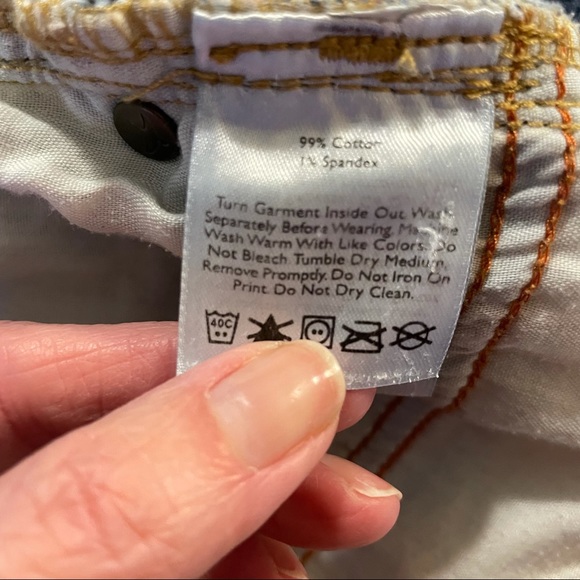 99% Cotton
1% Spandex
Turn Garment Inside Out Wash
Separately Before Wearing. Machine
Wash Warm With Like Colors. Do
Not Bleach. Tumble Dry Medium.
Remove Promptly. Do Not Iron On
Print. Do Not Dry Clean.
40C